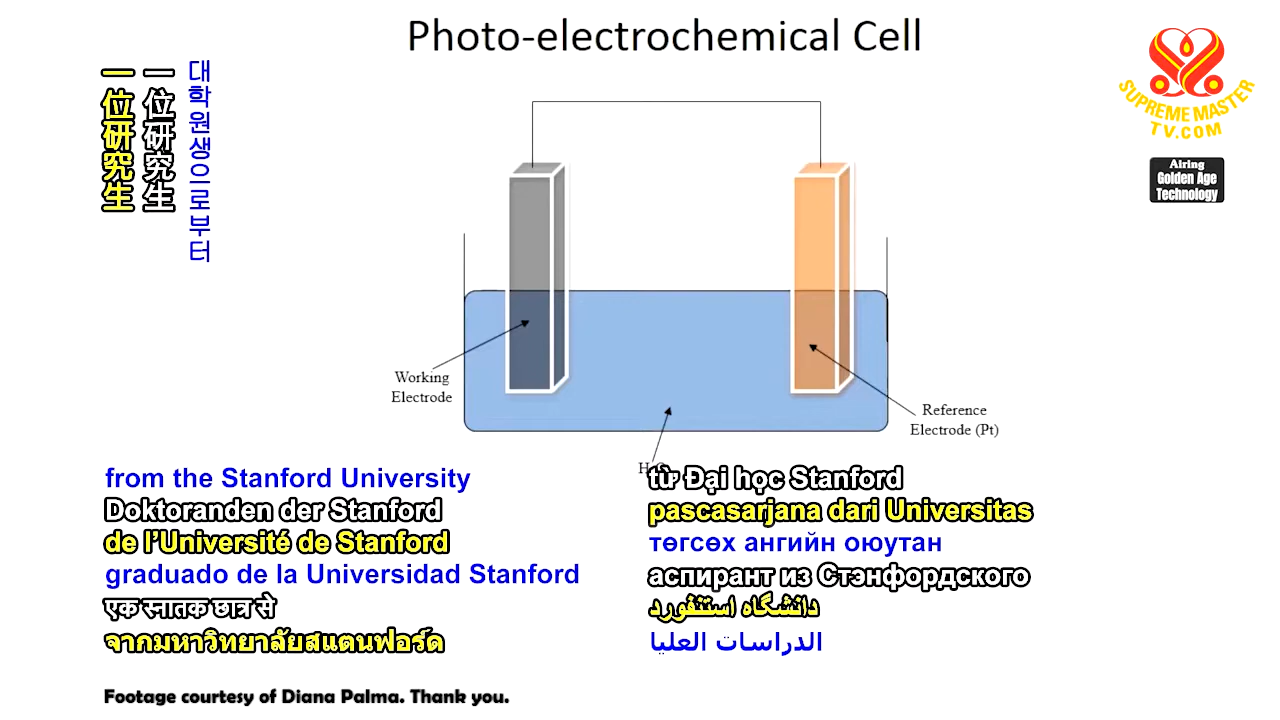 Photo-electrochemical Cell
一位研究生
一位研究生
대학원생으로부터
SUPREME MASTER
TV.COM
Airing
Golden Age
Technology
Working
Electrode
Reference
Electrode (Pt)
from the Stanford University
Doktoranden der Stanford
de l’Université de Stanford
graduado de la Universidad Stanford
एक स्नातक छात्र से
จากมหาวิทยาลัยสแตนฟอร์ด
từ Đại học Stanford
pascasarjana dari Universitas
төгсөх ангийн оюутан
аспирант из Стэнфордского
دانشگاه استنفورد
الدراسات العليا
Footage courtesy of Diana Palma. Thank you.